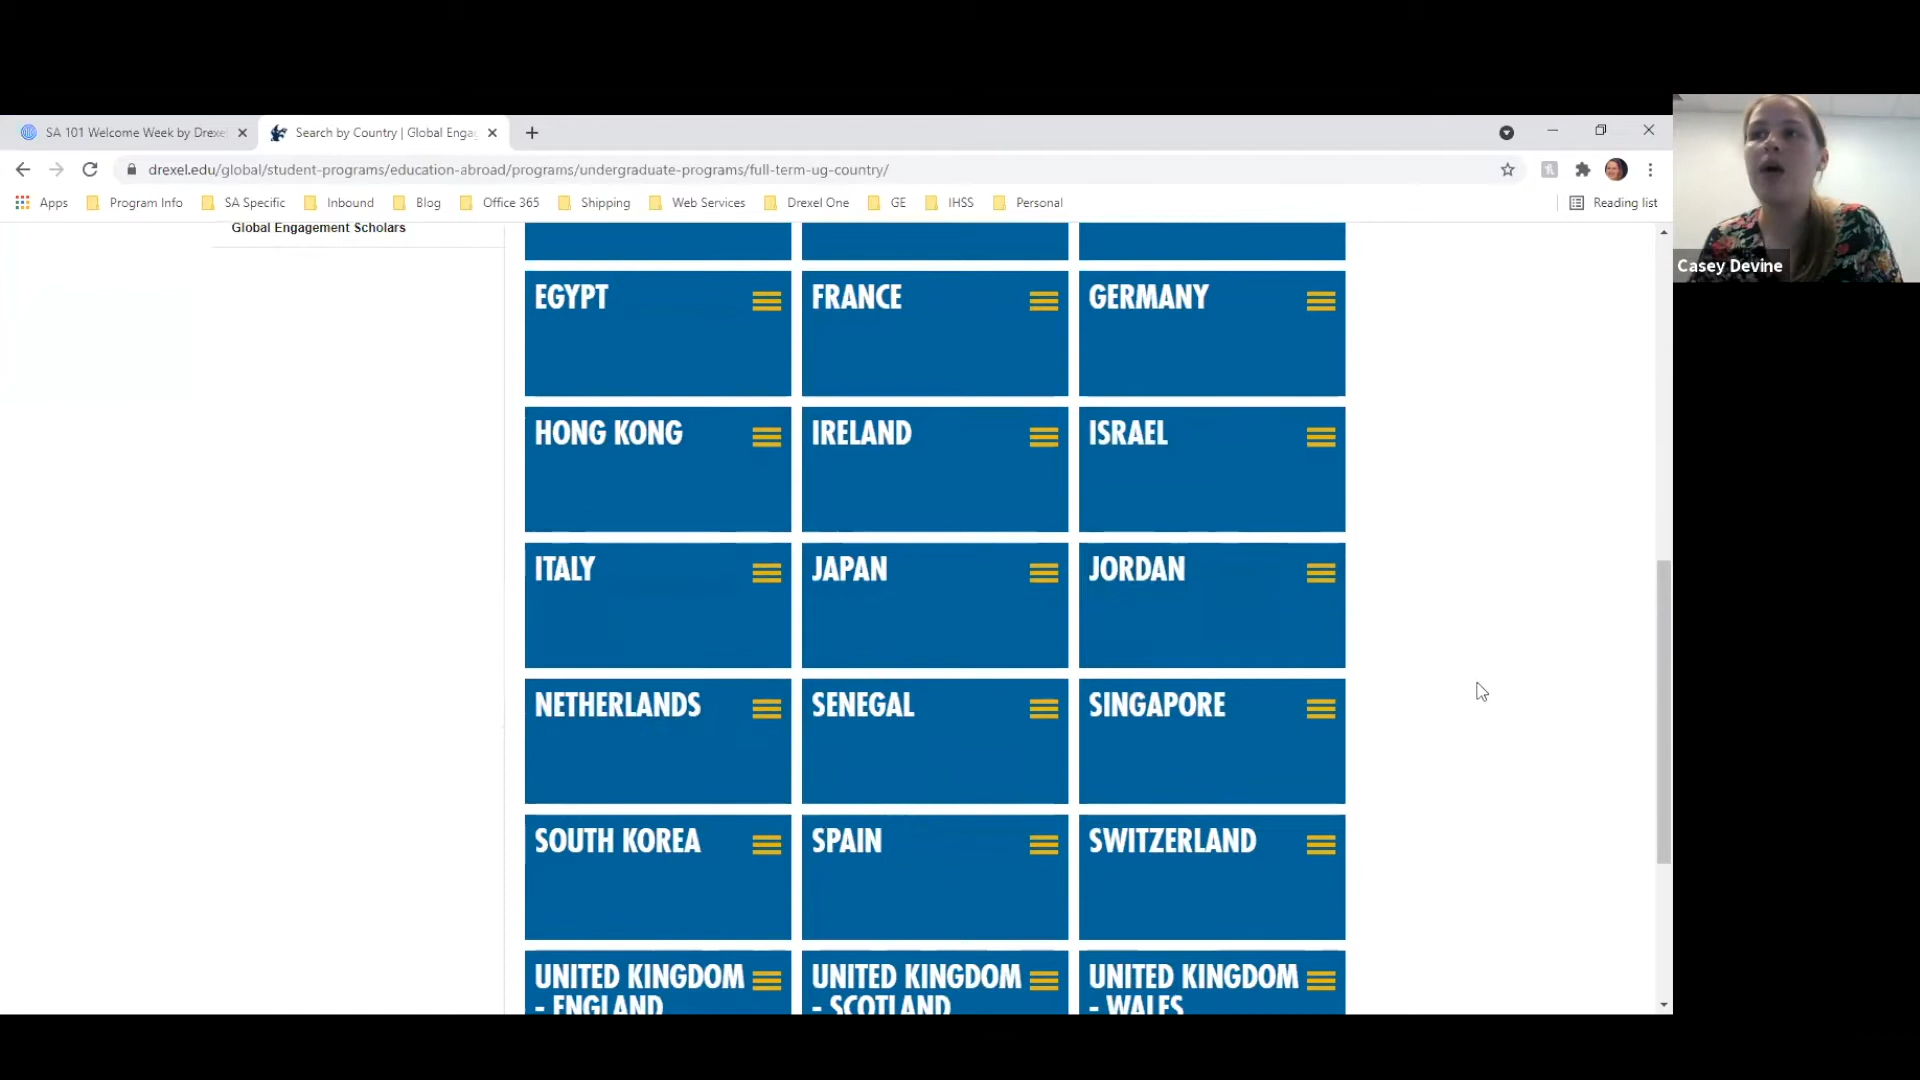 SA 101 Welcome Week by Drexe
Search by Country | Global Enga
drexel.edu/global/student-programs/education-abroad/programs/undergraduate-programs/full-term-ug-country/
Apps Program Info SA Specific Inbound Blog Office 365 Shipping Web Services Drexel One GE IHSS Personal Reading list
Global Engagement Scholars
Casey Devine
EGYPT FRANCE GERMANY
HONG KONG IRELAND ISRAEL
ITALY JAPAN JORDAN
NETHERLANDS SENEGAL SINGAPORE
SOUTH KOREA SPAIN SWITZERLAND
UNITED KINGDOM UNITED KINGDOM UNITED KINGDOM
- ENGLAND - SCOTLAND - WALES